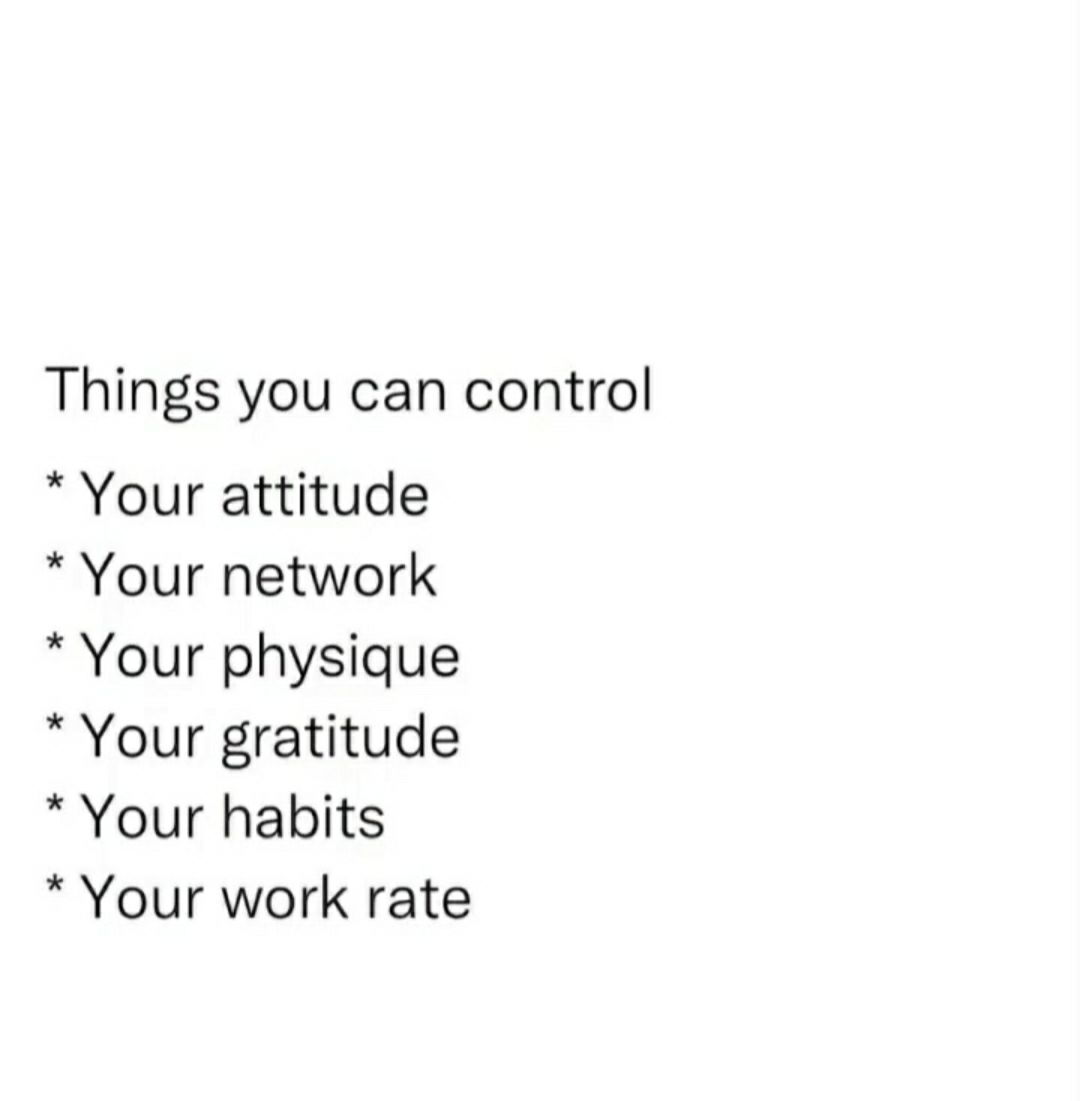 Things you can control
* Your attitude
* Your network
* Your physique
* Your gratitude
* Your habits
* Your work rate